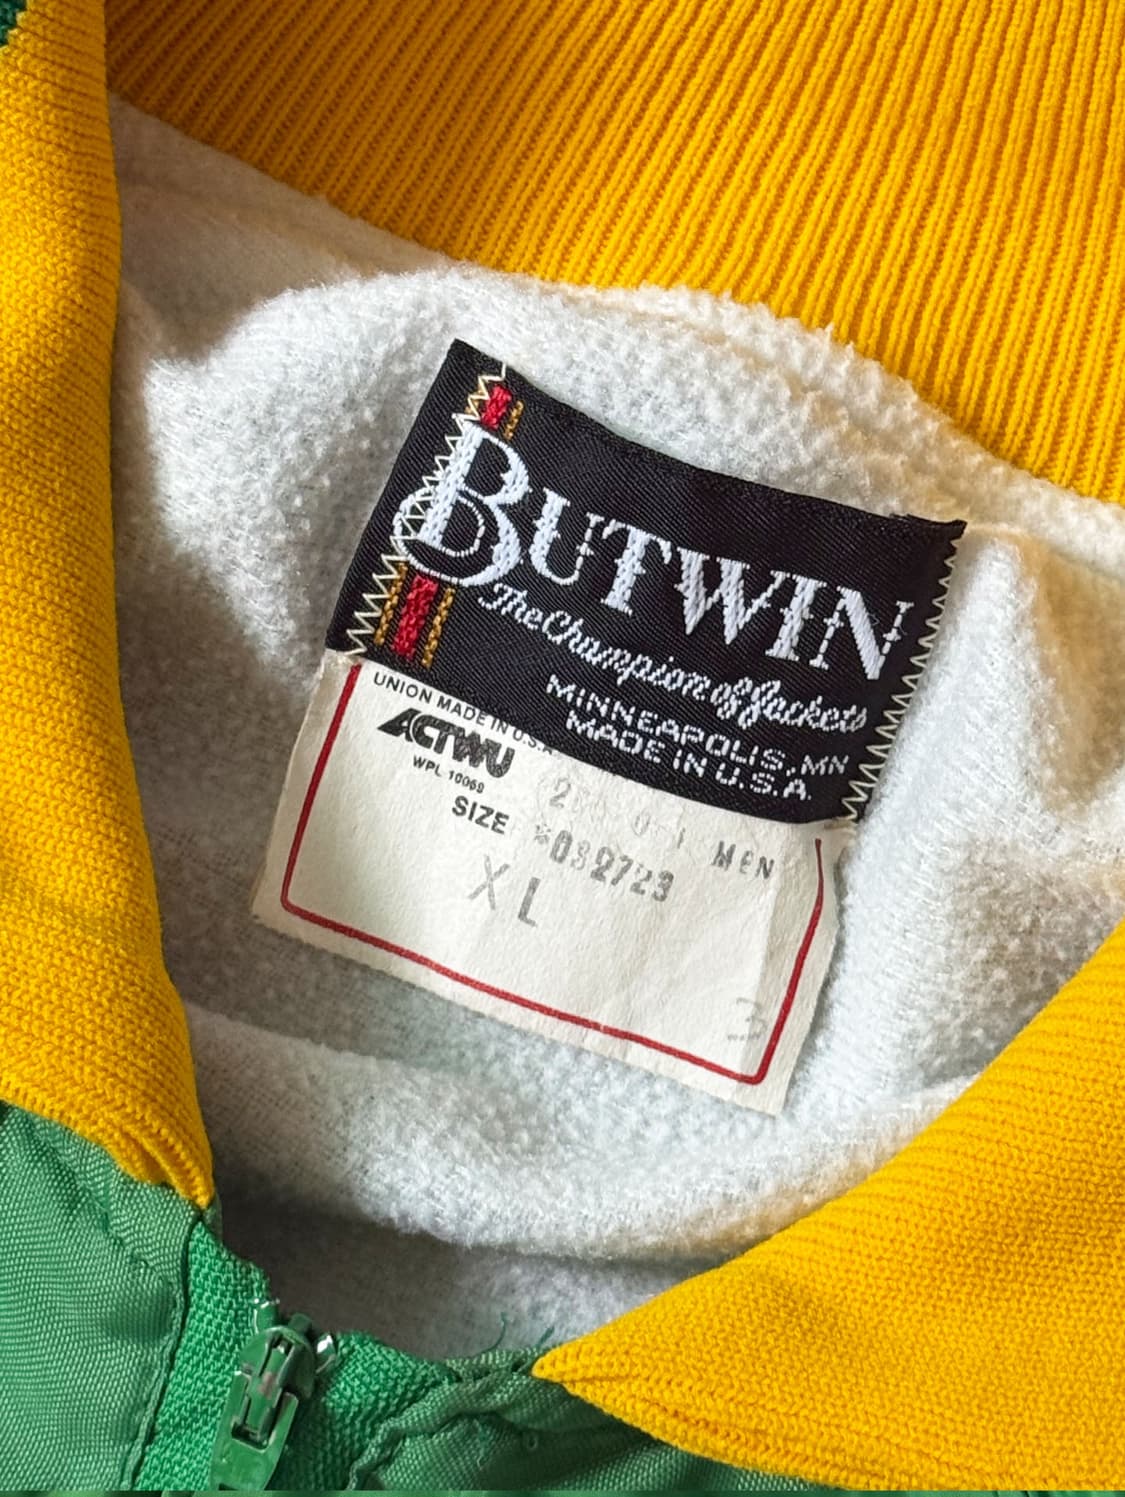 BUTWIN
The Champion of Jackets
MINNEAPOLIS, MN
MADE IN U.S.A.
UNION MADE IN U.S.A.
ACTWU
WPL 10069
MEN
SIZE *032723
XL
3